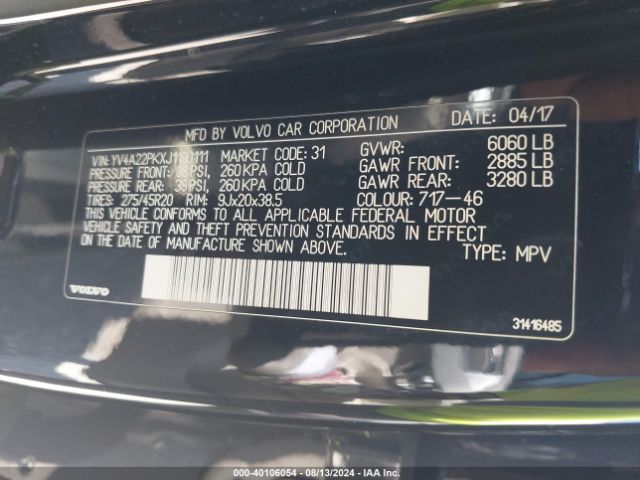 MFD BY VOLVO CAR CORPORATION DATE: 04/17
VIN: MARKET CODE: 31 GVWR: 6060 LB
PRESSURE FRONT: 38 PSI, 260 KPA COLD GAWR FRONT: 2885 LB
PRESSURE REAR: 38 PSI, 260 KPA COLD GAWR REAR: 3280 LB
TIRES: 275/45R20 RIM: 9Jx20x38.5 COLOUR: 717-46
THIS VEHICLE CONFORMS TO ALL APPLICABLE FEDERAL MOTOR
VEHICLE SAFETY AND THEFT PREVENTION STANDARDS IN EFFECT
ON THE DATE OF MANUFACTURE SHOWN ABOVE. TYPE: MPV
VOLVO 31416485
000-40106054 - 08/13/2024 - IAA Inc.